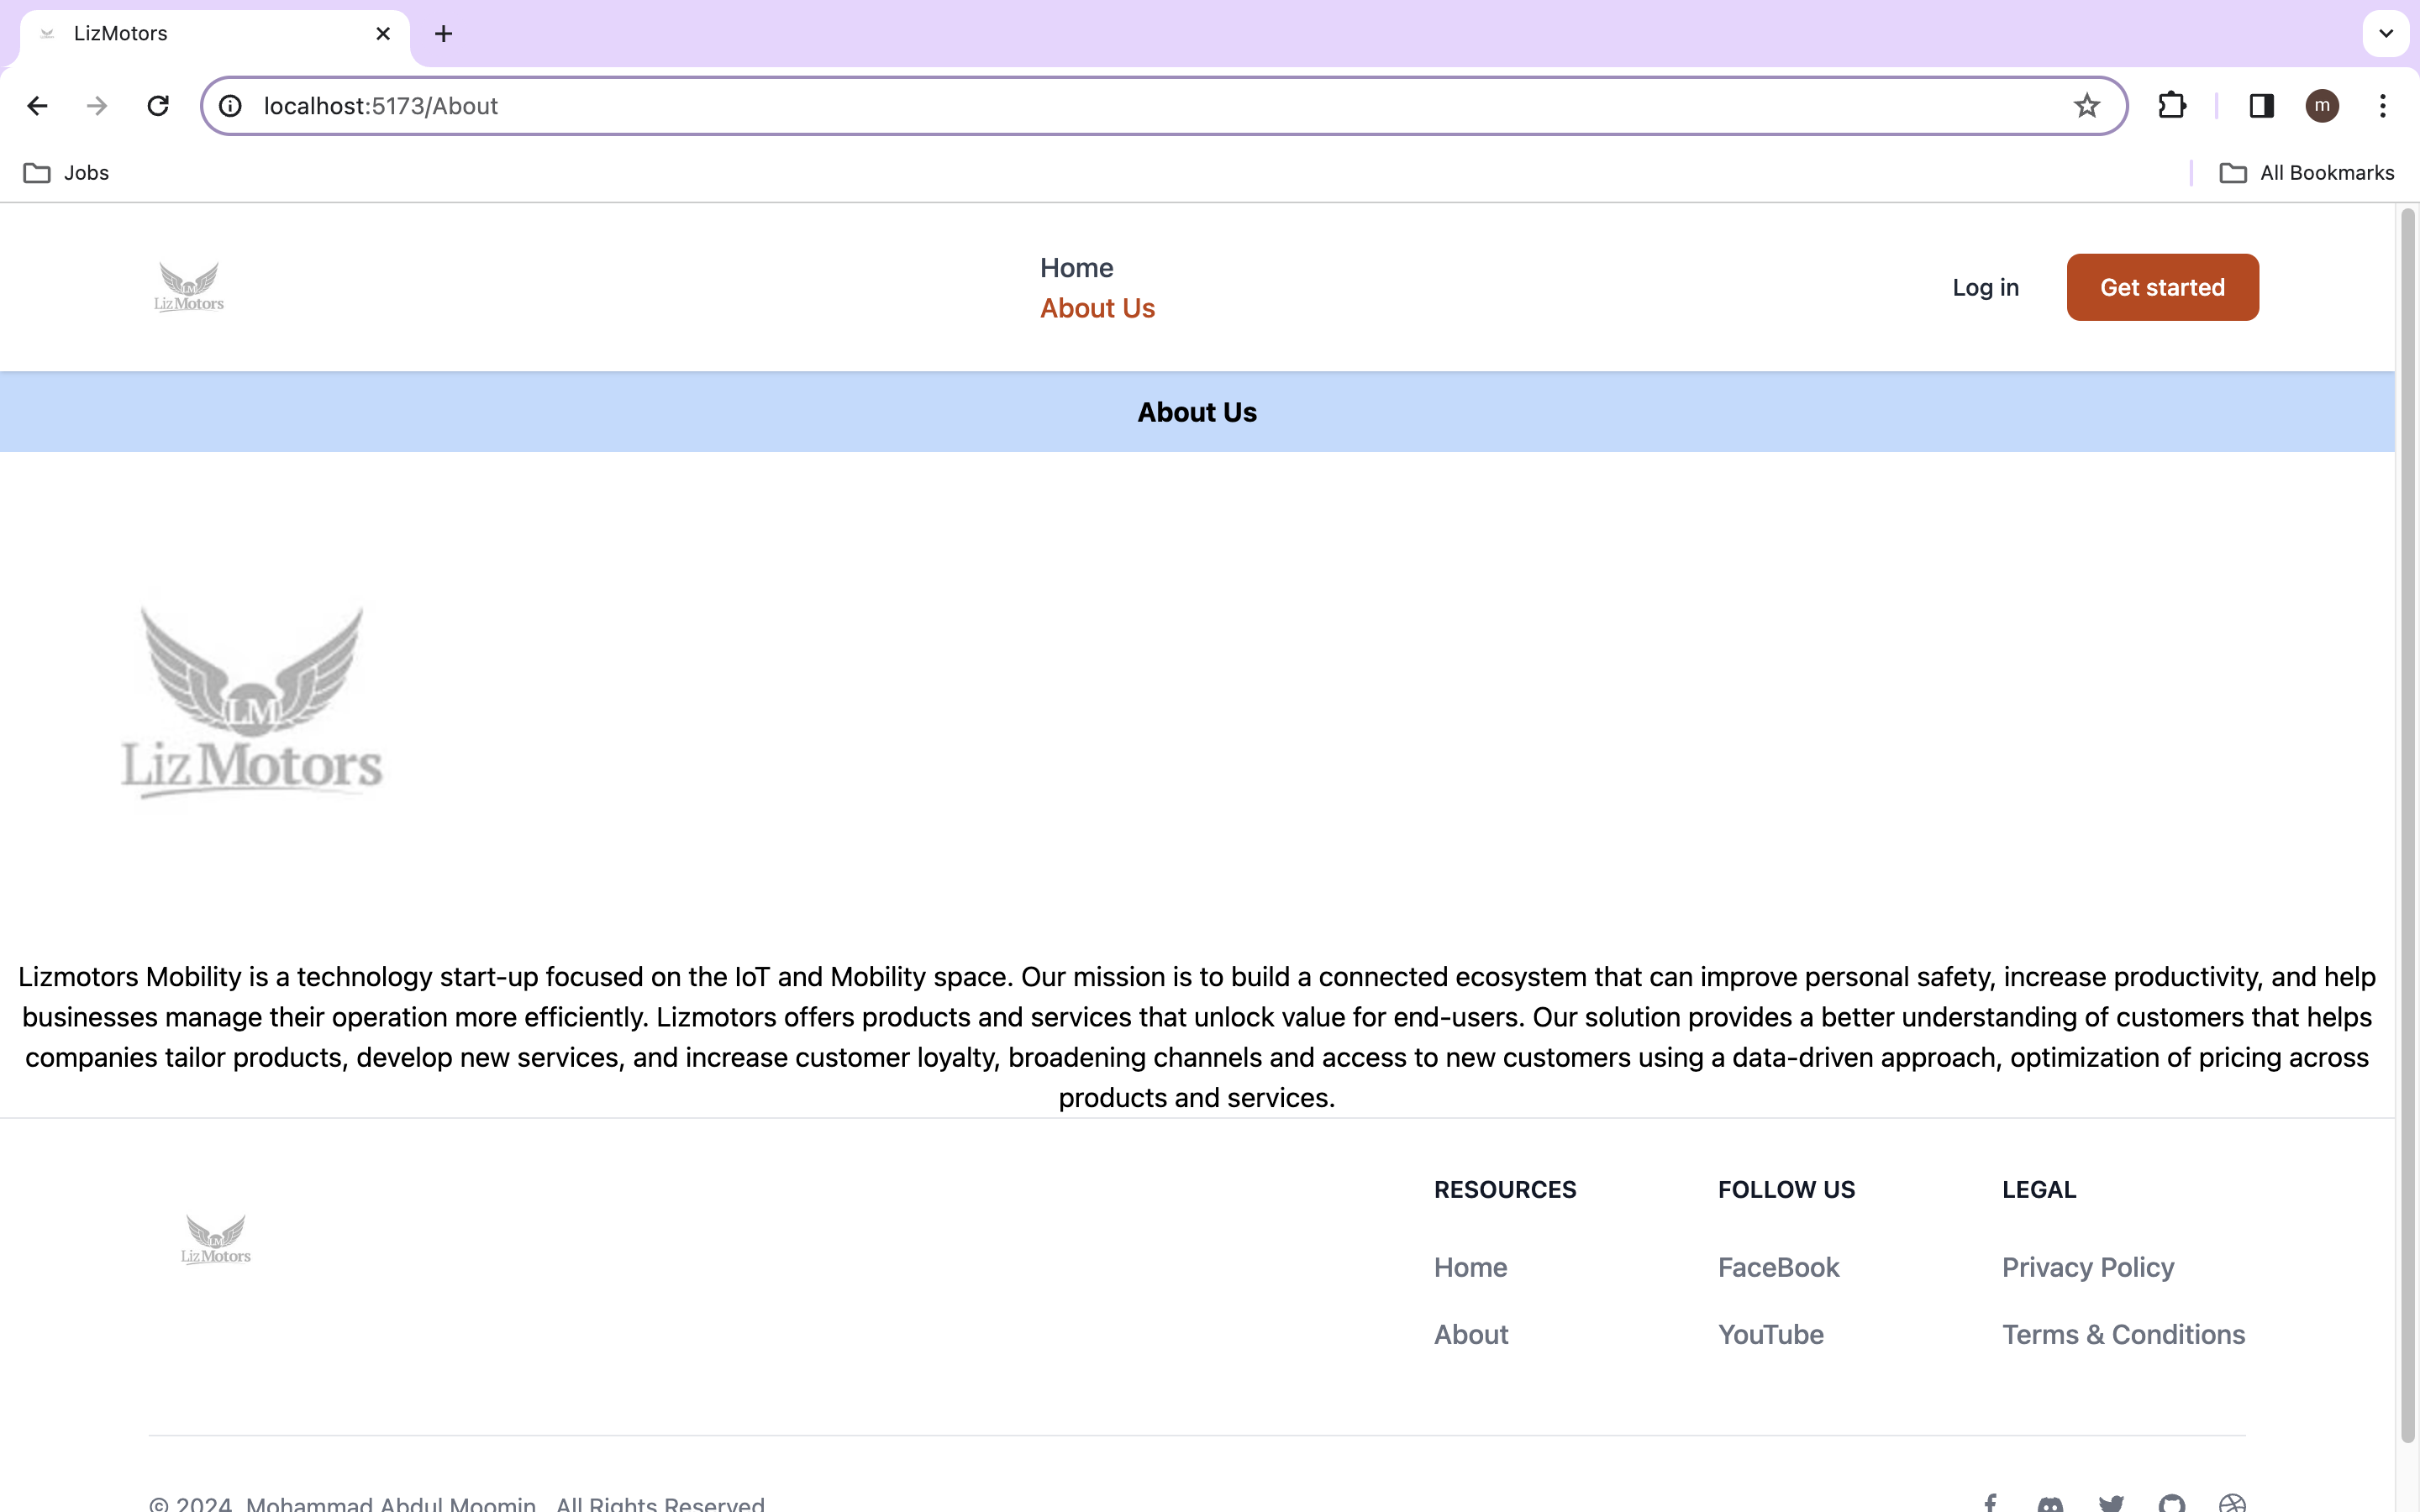 LizMotors
localhost:5173/About
m
Jobs
All Bookmarks
LM
LizMotors
Home
About Us
Log in
Get started
About Us
LM
LizMotors
Lizmotors Mobility is a technology start-up focused on the IoT and Mobility space. Our mission is to build a connected ecosystem that can improve personal safety, increase productivity, and help
businesses manage their operation more efficiently. Lizmotors offers products and services that unlock value for end-users. Our solution provides a better understanding of customers that helps
companies tailor products, develop new services, and increase customer loyalty, broadening channels and access to new customers using a data-driven approach, optimization of pricing across
products and services.
LM
LizMotors
RESOURCES
FOLLOW US
LEGAL
Home
FaceBook
Privacy Policy
About
YouTube
Terms & Conditions
© 2024 Mohammad Abdul Moomin. All Rights Reserved